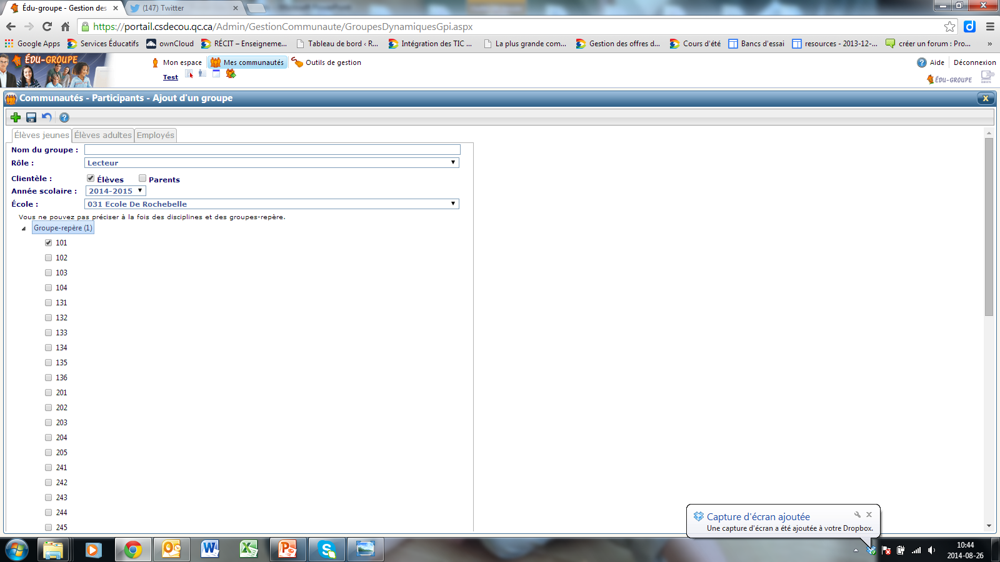 Édu-groupe - Gestion des
(147) Twitter
https://portail.csdecou.qc.ca/Admin/GestionCommunaute/GroupesDynamiquesGpi.aspx
Google Apps Services Éducatifs ownCloud RÉCIT – Enseigneme... Tableau de bord ‹ R... Intégration des TIC ... La plus grande com... Gestion des offres d... Cours d'été Bancs d'essai resources - 2013-12-... créer un forum : Pro... »
ÉDU-GROUPE
Mon espace Mes communautés Outils de gestion
Aide Déconnexion
Test
ÉDU-GROUPE
Communautés - Participants - Ajout d'un groupe
Élèves jeunes Élèves adultes Employés
Nom du groupe :
Rôle : Lecteur
Clientèle : Élèves Parents
Année scolaire : 2014-2015
École : 031 Ecole De Rochebelle
Vous ne pouvez pas préciser à la fois des disciplines et des groupes-repère.
Groupe-repère (1)
101
102
103
104
131
132
133
134
135
136
201
202
203
204
205
241
242
243
244
245
Capture d'écran ajoutée
Une capture d'écran a été ajoutée à votre Dropbox.
10:44
2014-08-26